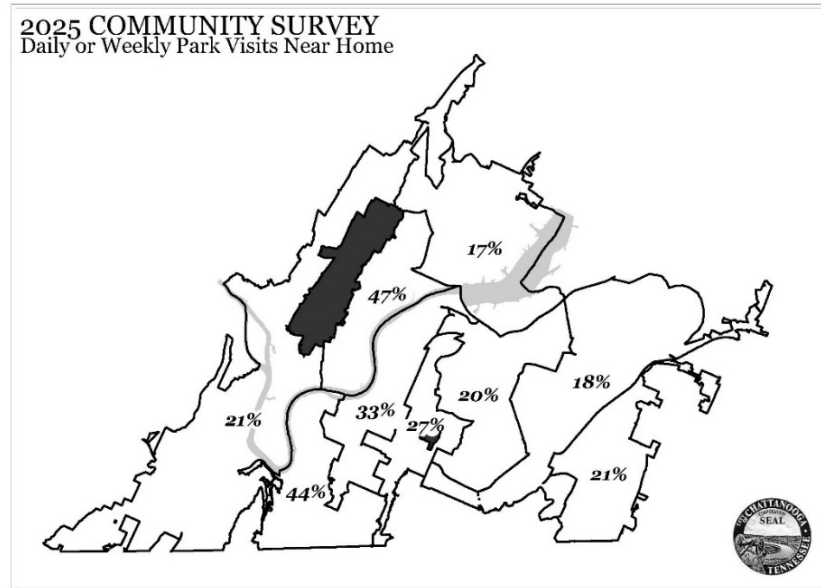 2025 COMMUNITY SURVEY
Daily or Weekly Park Visits Near Home
17%
47%
18%
20%
33%
21%
27%
21%
44%
CHATTANOOGA
CORPORATION
SEAL
TENNESSEE